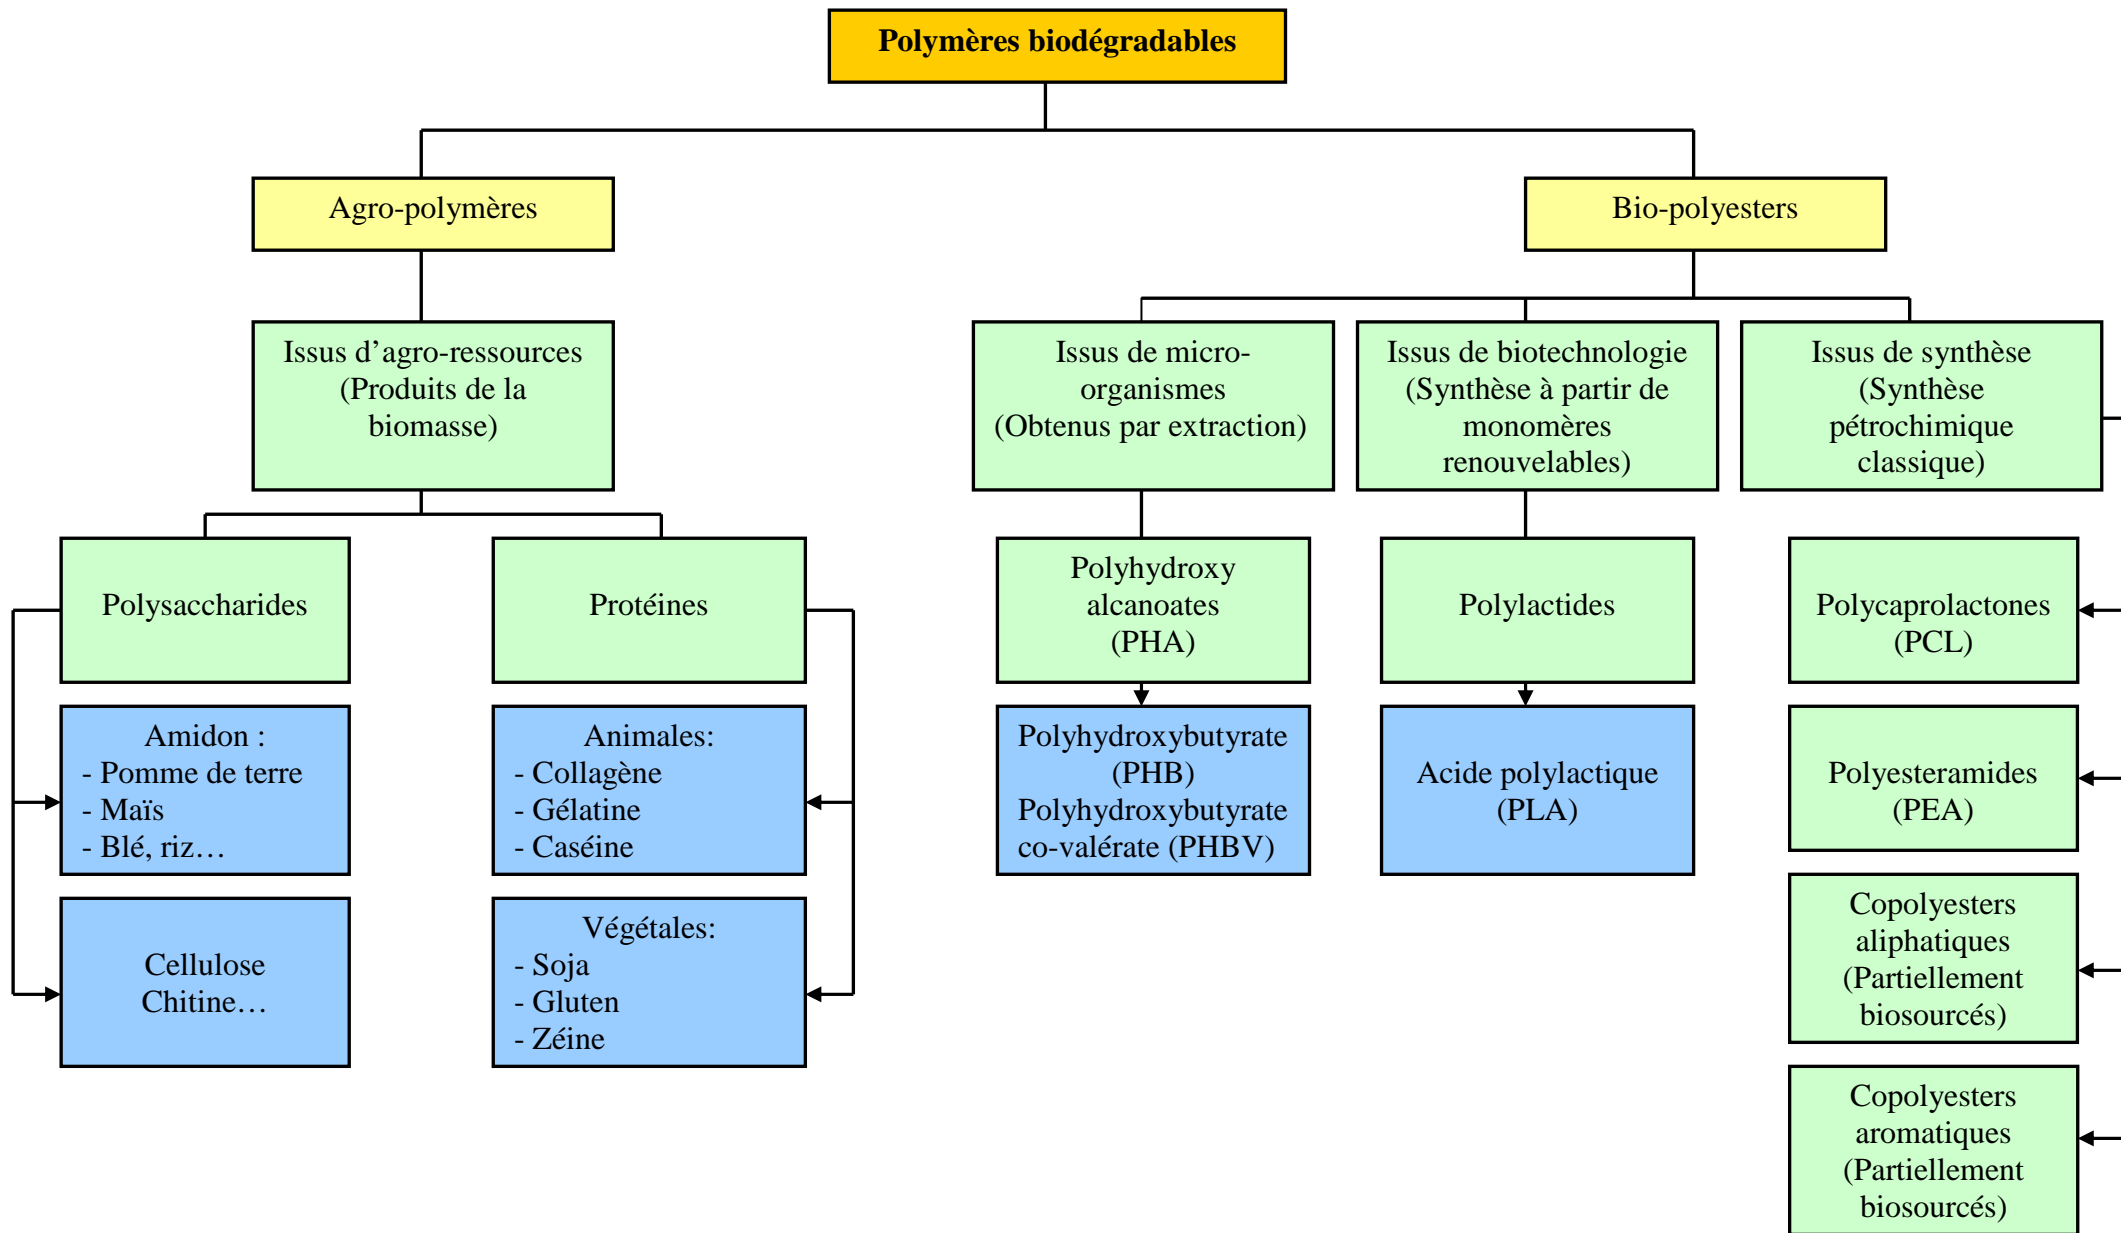 Polymères biodégradables
Agro-polymères
Bio-polyesters
Issus d’agro-ressources
(Produits de la
biomasse)
Issus de micro-
organismes
(Obtenus par extraction)
Issus de biotechnologie
(Synthèse à partir de
monomères
renouvelables)
Issus de synthèse
(Synthèse
pétrochimique
classique)
Polysaccharides
Protéines
Polyhydroxy
alcanoates
(PHA)
Polylactides
Polycaprolactones
(PCL)
Amidon :
- Pomme de terre
- Maïs
- Blé, riz…
Animales:
- Collagène
- Gélatine
- Caséine
Polyhydroxybutyrate
(PHB)
Polyhydroxybutyrate
co-valérate (PHBV)
Acide polylactique
(PLA)
Polyesteramides
(PEA)
Cellulose
Chitine…
Végétales:
- Soja
- Gluten
- Zéine
Copolyesters
aliphatiques
(Partiellement
biosourcés)
Copolyesters
aromatiques
(Partiellement
biosourcés)